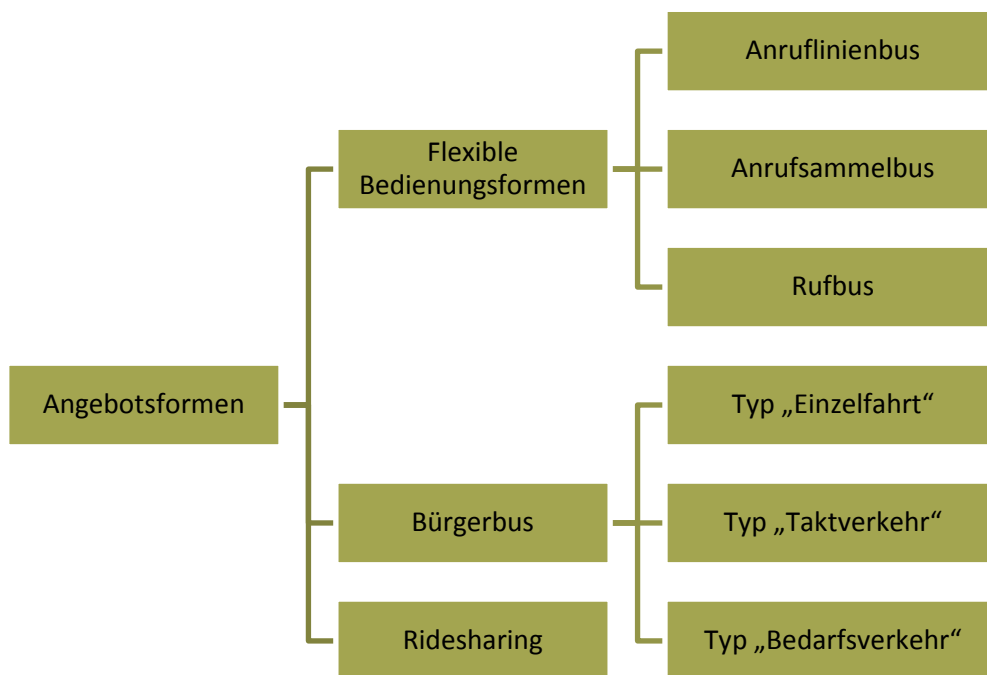 Angebotsformen
Flexible
Bedienungsformen
Anruflinienbus
Anrufsammelbus
Rufbus
Bürgerbus
Typ „Einzelfahrt“
Typ „Taktverkehr“
Typ „Bedarfsverkehr“
Ridesharing